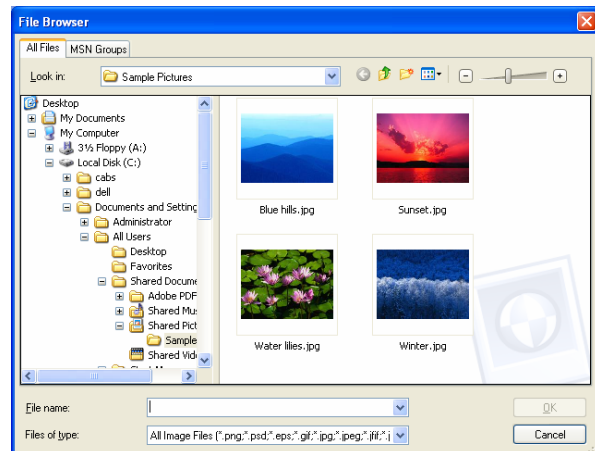 File Browser
All Files
MSN Groups
Look in:
Sample Pictures
Desktop
My Documents
My Computer
3½ Floppy (A:)
Local Disk (C:)
cabs
dell
Documents and Setting
Administrator
All Users
Desktop
Favorites
Shared Docume
Adobe PDF
Shared Mu
Shared Pict
Sample
Shared Vide
Blue hills.jpg
Sunset.jpg
Water lilies.jpg
Winter.jpg
File name:
OK
Files of type:
All Image Files (*.png;*.psd;*.eps;*.gif;*.jpg;*.jpeg;*.jfif;*.j
Cancel